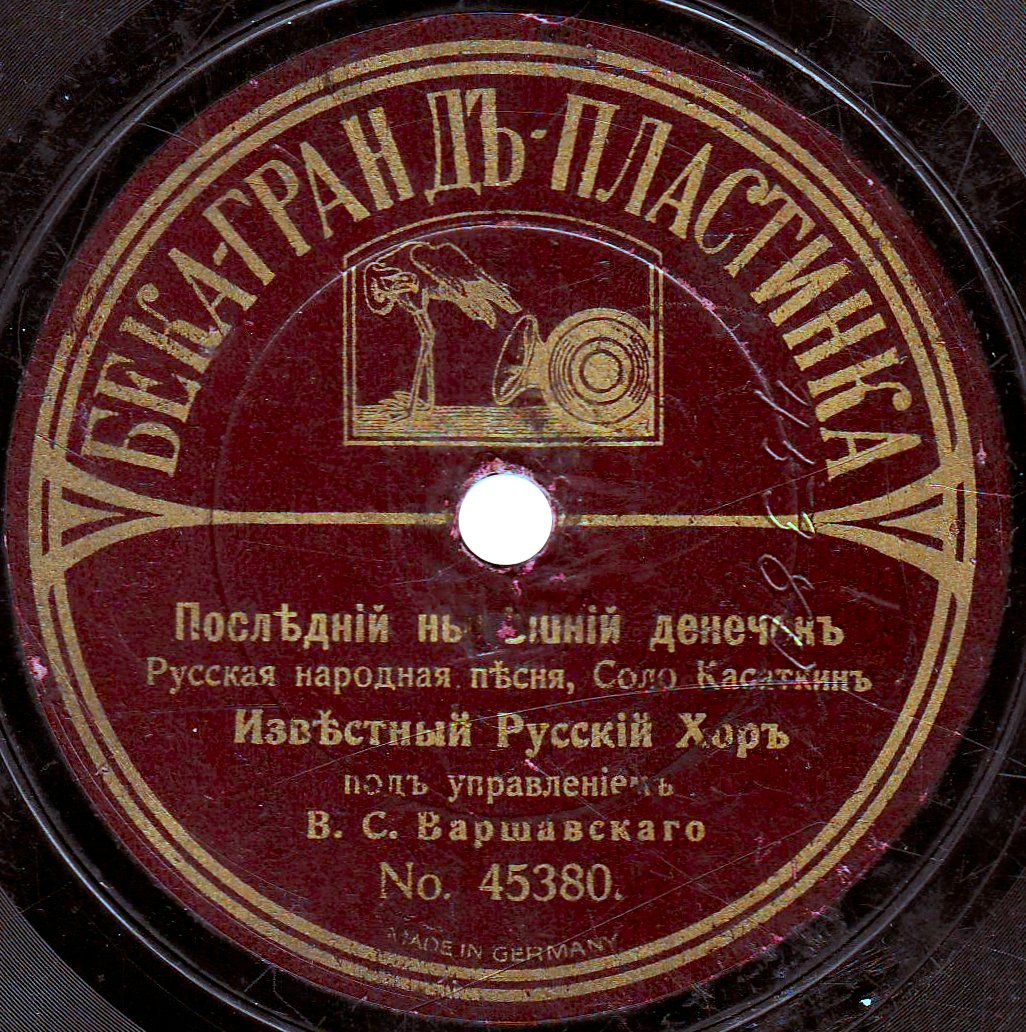 БЕКА-ГРАНДЪ-ПЛАСТИНКА
Послѣдній нынѣшній денечекъ
Русская народная пѣсня, Соло Касаткинъ
Извѣстный Русскій Хоръ
подъ управленіемъ
В. С. Варшавскаго
No. 45380.
MADE IN GERMANY